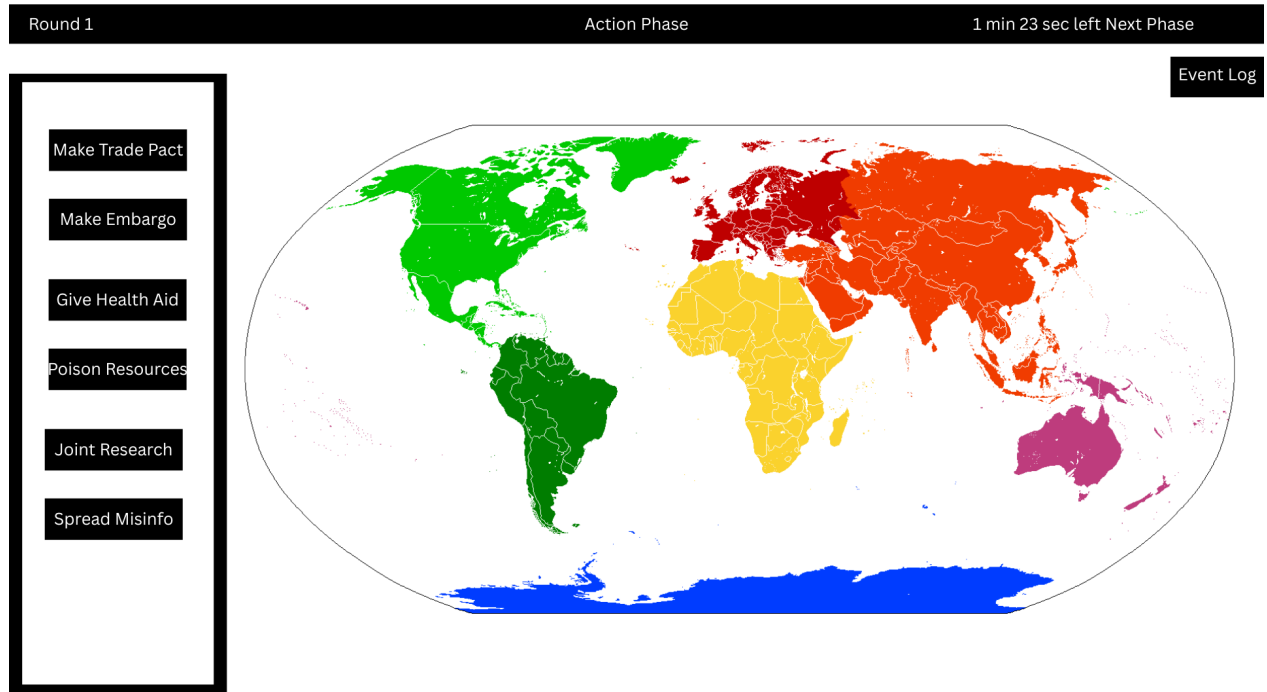 Round 1
Action Phase
1 min 23 sec left Next Phase
Event Log
Make Trade Pact
Make Embargo
Give Health Aid
Poison Resources
Joint Research
Spread Misinfo